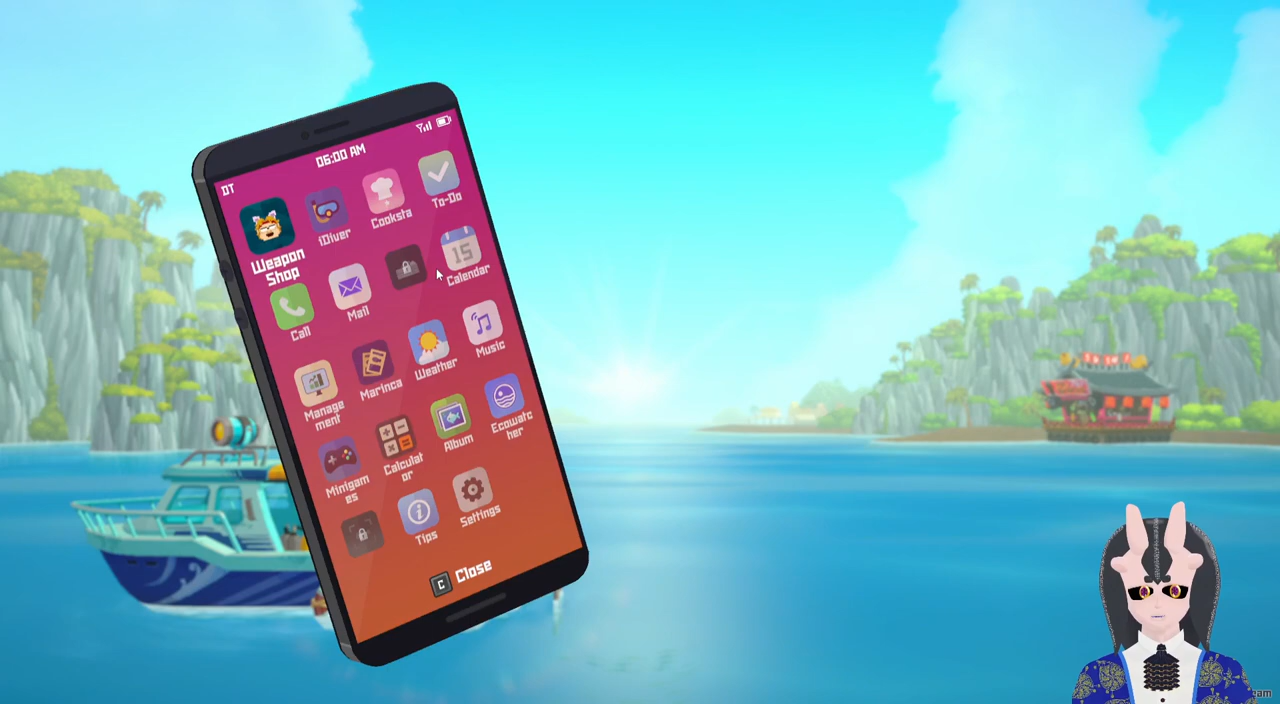 06:00 AM
DT
Weapon
Shop
iDiver
Cooksta
To-Do
Call
Mail
15
Calendar
Manage
ment
Marinca
Weather
Music
Minigam
es
Calculat
or
Album
Ecowatc
her
Tips
Settings
C Close